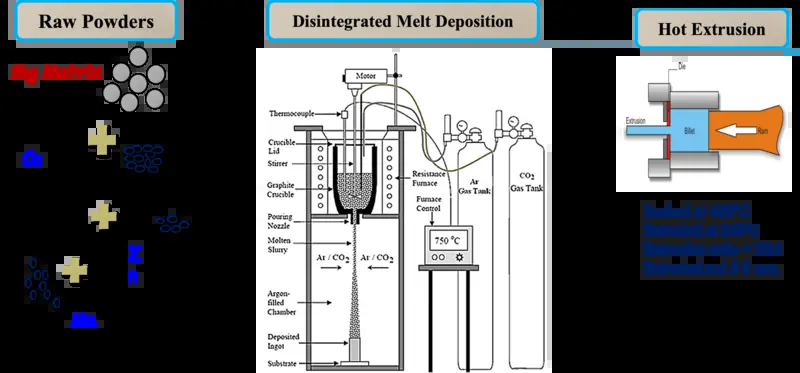 Raw Powders
Disintegrated Melt Deposition
Hot Extrusion
Mg Matrix
Z
n
Motor
Thermocouple
Crucible
Lid
Stirrer
Graphite
Crucible
Pouring
Nozzle
Molten
Slurry
Ar / CO2
Ar / CO2
Argon-
filled
Chamber
Deposited
Ingot
Substrate
Resistance
Furnace
Furnace
Control
750 °C
Ar
Gas Tank
CO2
Gas Tank
Die
Extrusion
Billet
Ram